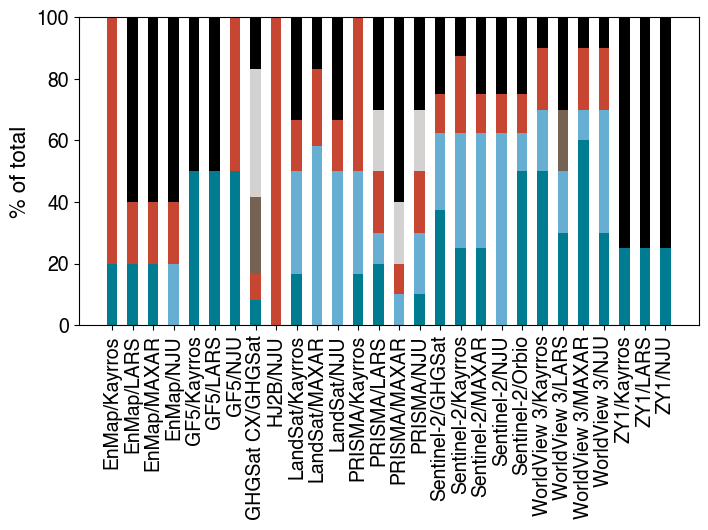 100
80
60
40
20
0
% of total
EnMap/Kayrros
EnMap/LARS
EnMap/MAXAR
EnMap/NJU
GF5/Kayrros
GF5/LARS
GF5/NJU
GHGSat CX/GHGSat
HJ2B/NJU
LandSat/Kayrros
LandSat/MAXAR
LandSat/NJU
PRISMA/Kayrros
PRISMA/LARS
PRISMA/MAXAR
PRISMA/NJU
Sentinel-2/GHGSat
Sentinel-2/Kayrros
Sentinel-2/MAXAR
Sentinel-2/NJU
Sentinel-2/Orbio
WorldView 3/Kayrros
WorldView 3/LARS
WorldView 3/MAXAR
WorldView 3/NJU
ZY1/Kayrros
ZY1/LARS
ZY1/NJU